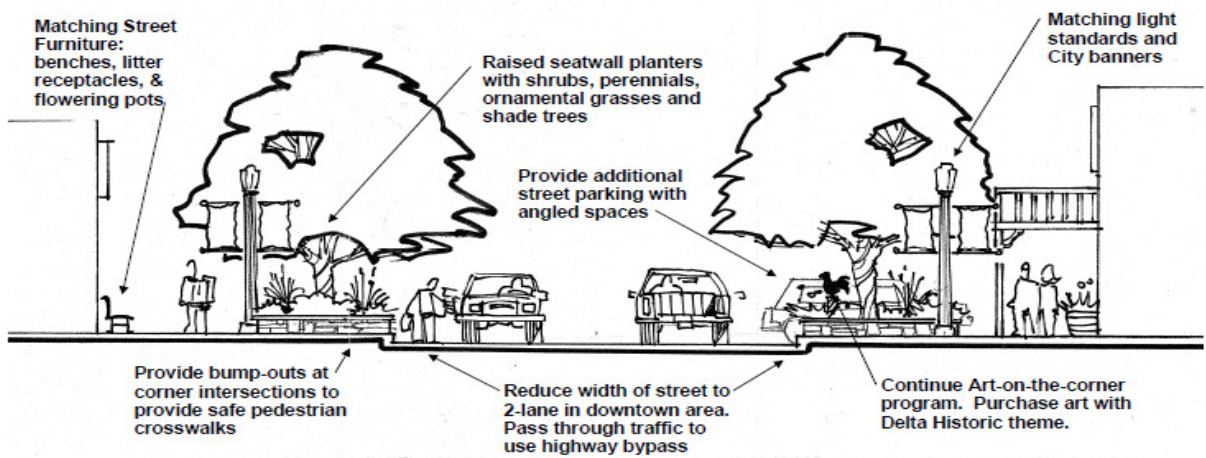 Matching Street
Furniture:
benches, litter
receptacles, &
flowering pots
Raised seatwall planters
with shrubs, perennials,
ornamental grasses and
shade trees
Matching light
standards and
City banners
Provide additional
street parking with
angled spaces
Provide bump-outs at
corner intersections to
provide safe pedestrian
crosswalks
Reduce width of street to
2-lane in downtown area.
Pass through traffic to
use highway bypass
Continue Art-on-the-corner
program.  Purchase art with
Delta Historic theme.